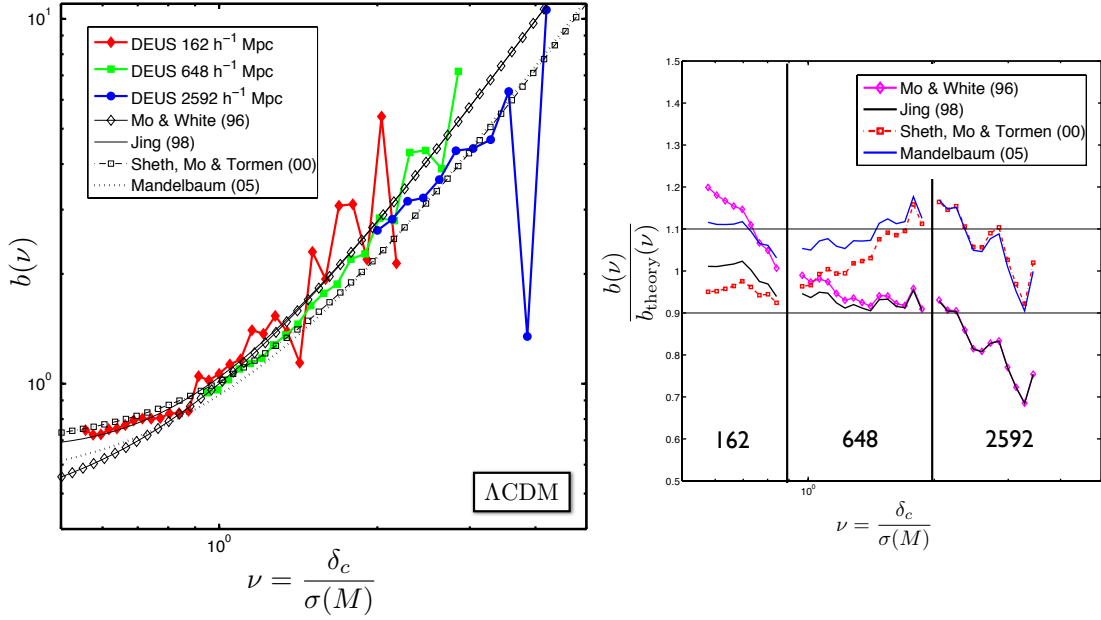 10¹
10⁰
b(ν)
DEUS 162 h⁻¹ Mpc
DEUS 648 h⁻¹ Mpc
DEUS 2592 h⁻¹ Mpc
Mo & White (96)
Jing (98)
Sheth, Mo & Tormen (00)
Mandelbaum (05)
ΛCDM
10⁰
ν = δ_c / σ(M)
1.5
1.4
1.3
1.2
1.1
1
0.9
0.8
0.7
0.6
0.5
b(ν) / b_theory(ν)
Mo & White (96)
Jing (98)
Sheth, Mo & Tormen (00)
Mandelbaum (05)
162
648
2592
10⁰
ν = δ_c / σ(M)